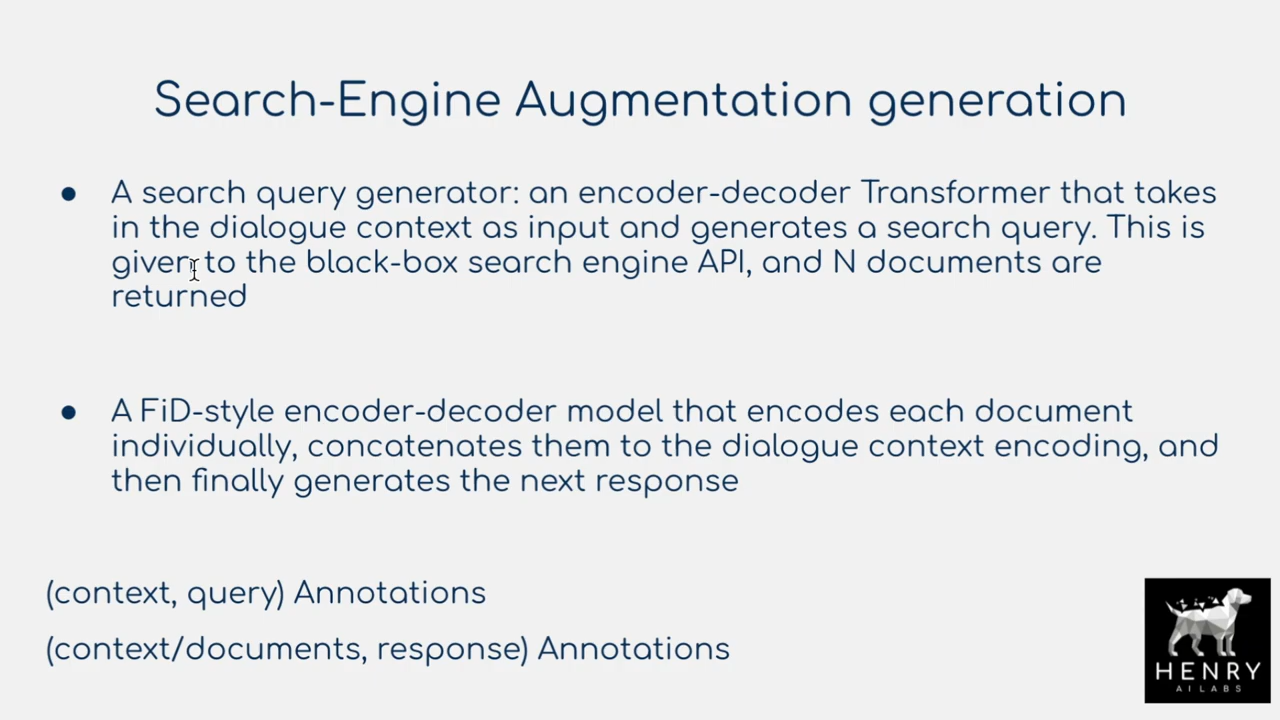 Search-Engine Augmentation generation
● A search query generator: an encoder-decoder Transformer that takes
in the dialogue context as input and generates a search query. This is
given to the black-box search engine API, and N documents are
returned
● A FiD-style encoder-decoder model that encodes each document
individually, concatenates them to the dialogue context encoding, and
then finally generates the next response
(context, query) Annotations
(context/documents, response) Annotations
HENRY
AI LABS